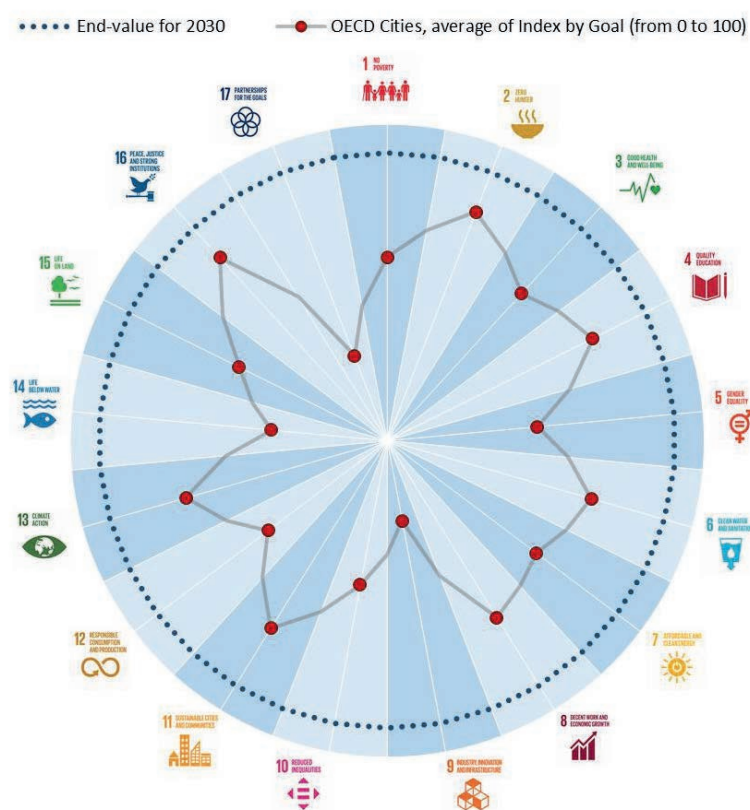 End-value for 2030
OECD Cities, average of Index by Goal (from 0 to 100)
1 NO
POVERTY
2 ZERO
HUNGER
3 GOOD HEALTH
AND WELL-BEING
4 QUALITY
EDUCATION
5 GENDER
EQUALITY
6 CLEAN WATER
AND SANITATION
7 AFFORDABLE AND
CLEAN ENERGY
8 DECENT WORK AND
ECONOMIC GROWTH
9 INDUSTRY, INNOVATION
AND INFRASTRUCTURE
10 REDUCED
INEQUALITIES
11 SUSTAINABLE CITIES
AND COMMUNITIES
12 RESPONSIBLE
CONSUMPTION
AND PRODUCTION
13 CLIMATE
ACTION
14 LIFE
BELOW WATER
15 LIFE
ON LAND
16 PEACE, JUSTICE
AND STRONG
INSTITUTIONS
17 PARTNERSHIPS
FOR THE GOALS